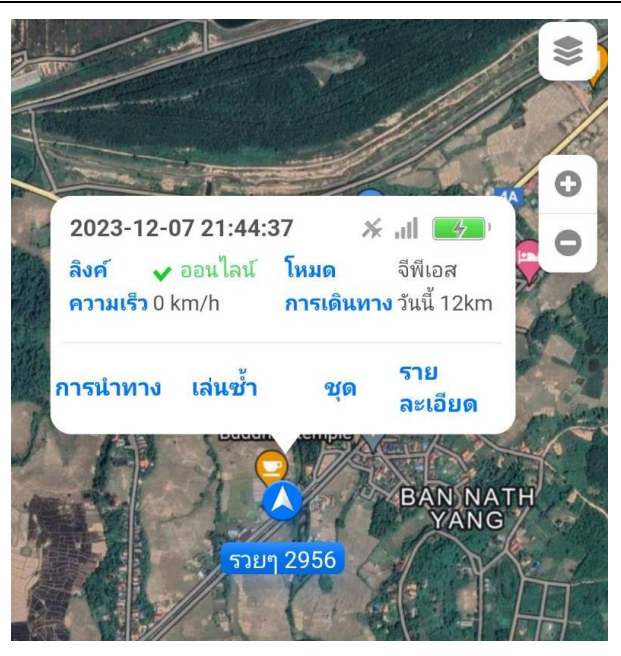 4A
2023-12-07 21:44:37
ลิงค์ ออนไลน์ โหมด จีพีเอส
ความเร็ว 0 km/h การเดินทาง วันนี้ 12km
การนำทาง เล่นซ้ำ ชุด ราย
ละเอียด
BAN NATH
YANG
รวยๆ 2956